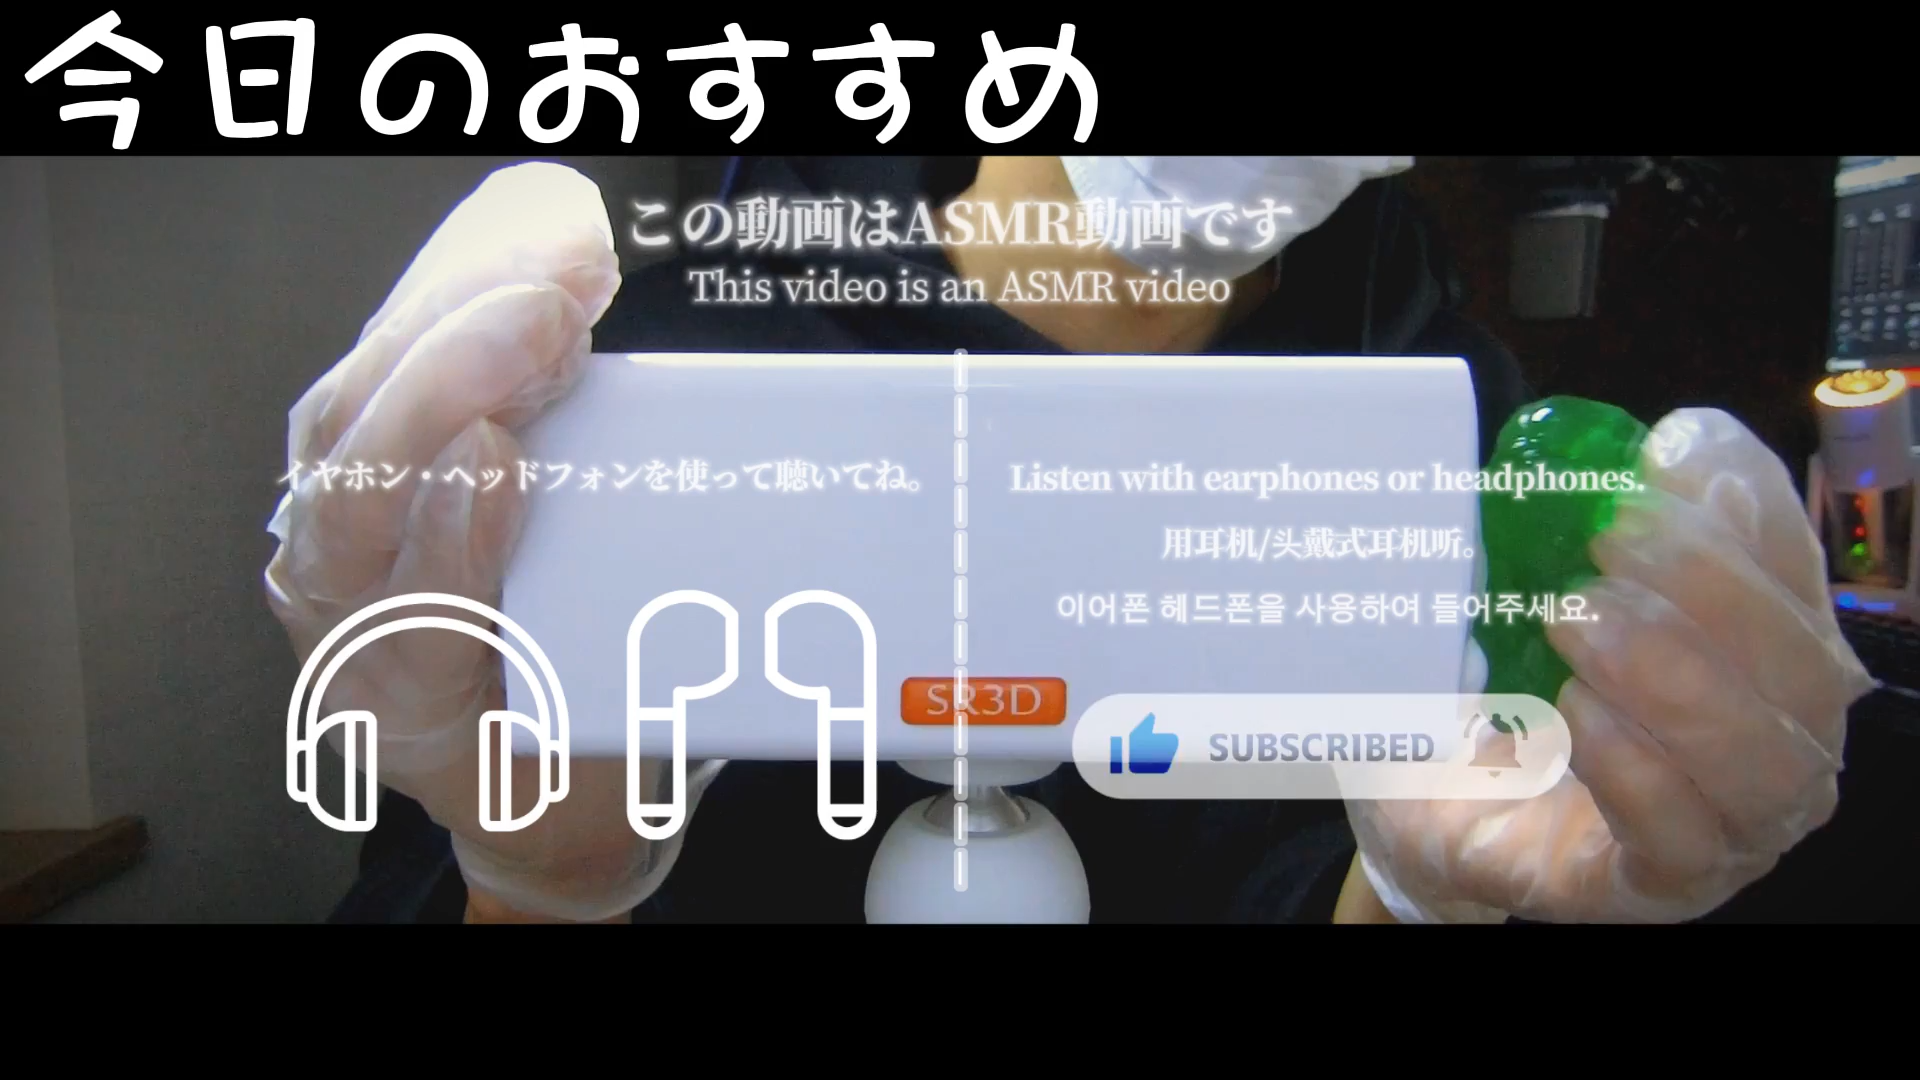 今日のおすすめ
この動画はASMR動画です
This video is an ASMR video
イヤホン・ヘッドフォンを使って聴いてね。
Listen with earphones or headphones.
用耳机/头戴式耳机听。
이어폰 헤드폰을 사용하여 들어주세요.
SR3D
SUBSCRIBED